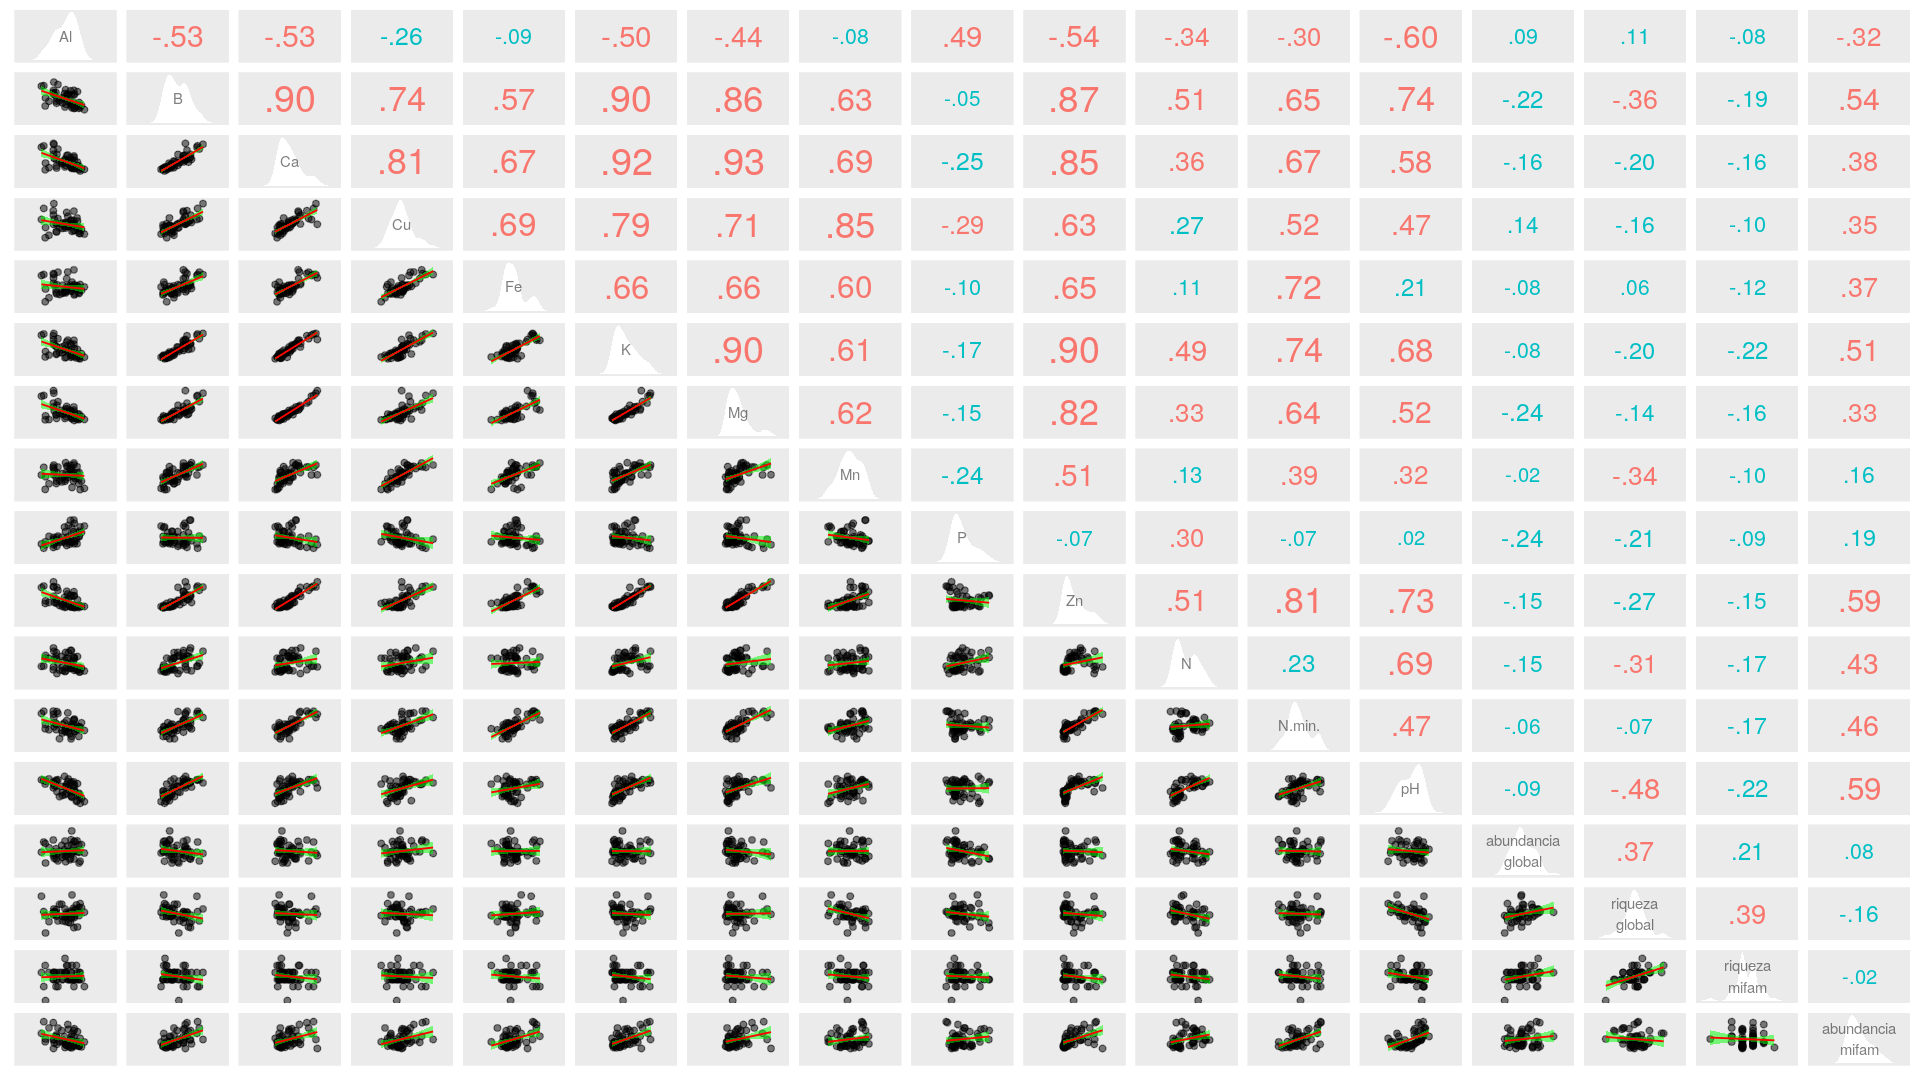 Al -.53 -.53 -.26 -.09 -.50 -.44 -.08 .49 -.54 -.34 -.30 -.60 .09 .11 -.08 -.32
B .90 .74 .57 .90 .86 .63 -.05 .87 .51 .65 .74 -.22 -.36 -.19 .54
Ca .81 .67 .92 .93 .69 -.25 .85 .36 .67 .58 -.16 -.20 -.16 .38
Cu .69 .79 .71 .85 -.29 .63 .27 .52 .47 .14 -.16 -.10 .35
Fe .66 .66 .60 -.10 .65 .11 .72 .21 -.08 .06 -.12 .37
K .90 .61 -.17 .90 .49 .74 .68 -.08 -.20 -.22 .51
Mg .62 -.15 .82 .33 .64 .52 -.24 -.14 -.16 .33
Mn -.24 .51 .13 .39 .32 -.02 -.34 -.10 .16
P -.07 .30 -.07 .02 -.24 -.21 -.09 .19
Zn .51 .81 .73 -.15 -.27 -.15 .59
N .23 .69 -.15 -.31 -.17 .43
N.min. .47 -.06 -.07 -.17 .46
pH -.09 -.48 -.22 .59
abundancia
global .37 .21 .08
riqueza
global .39 -.16
riqueza
mifam -.02
abundancia
mifam